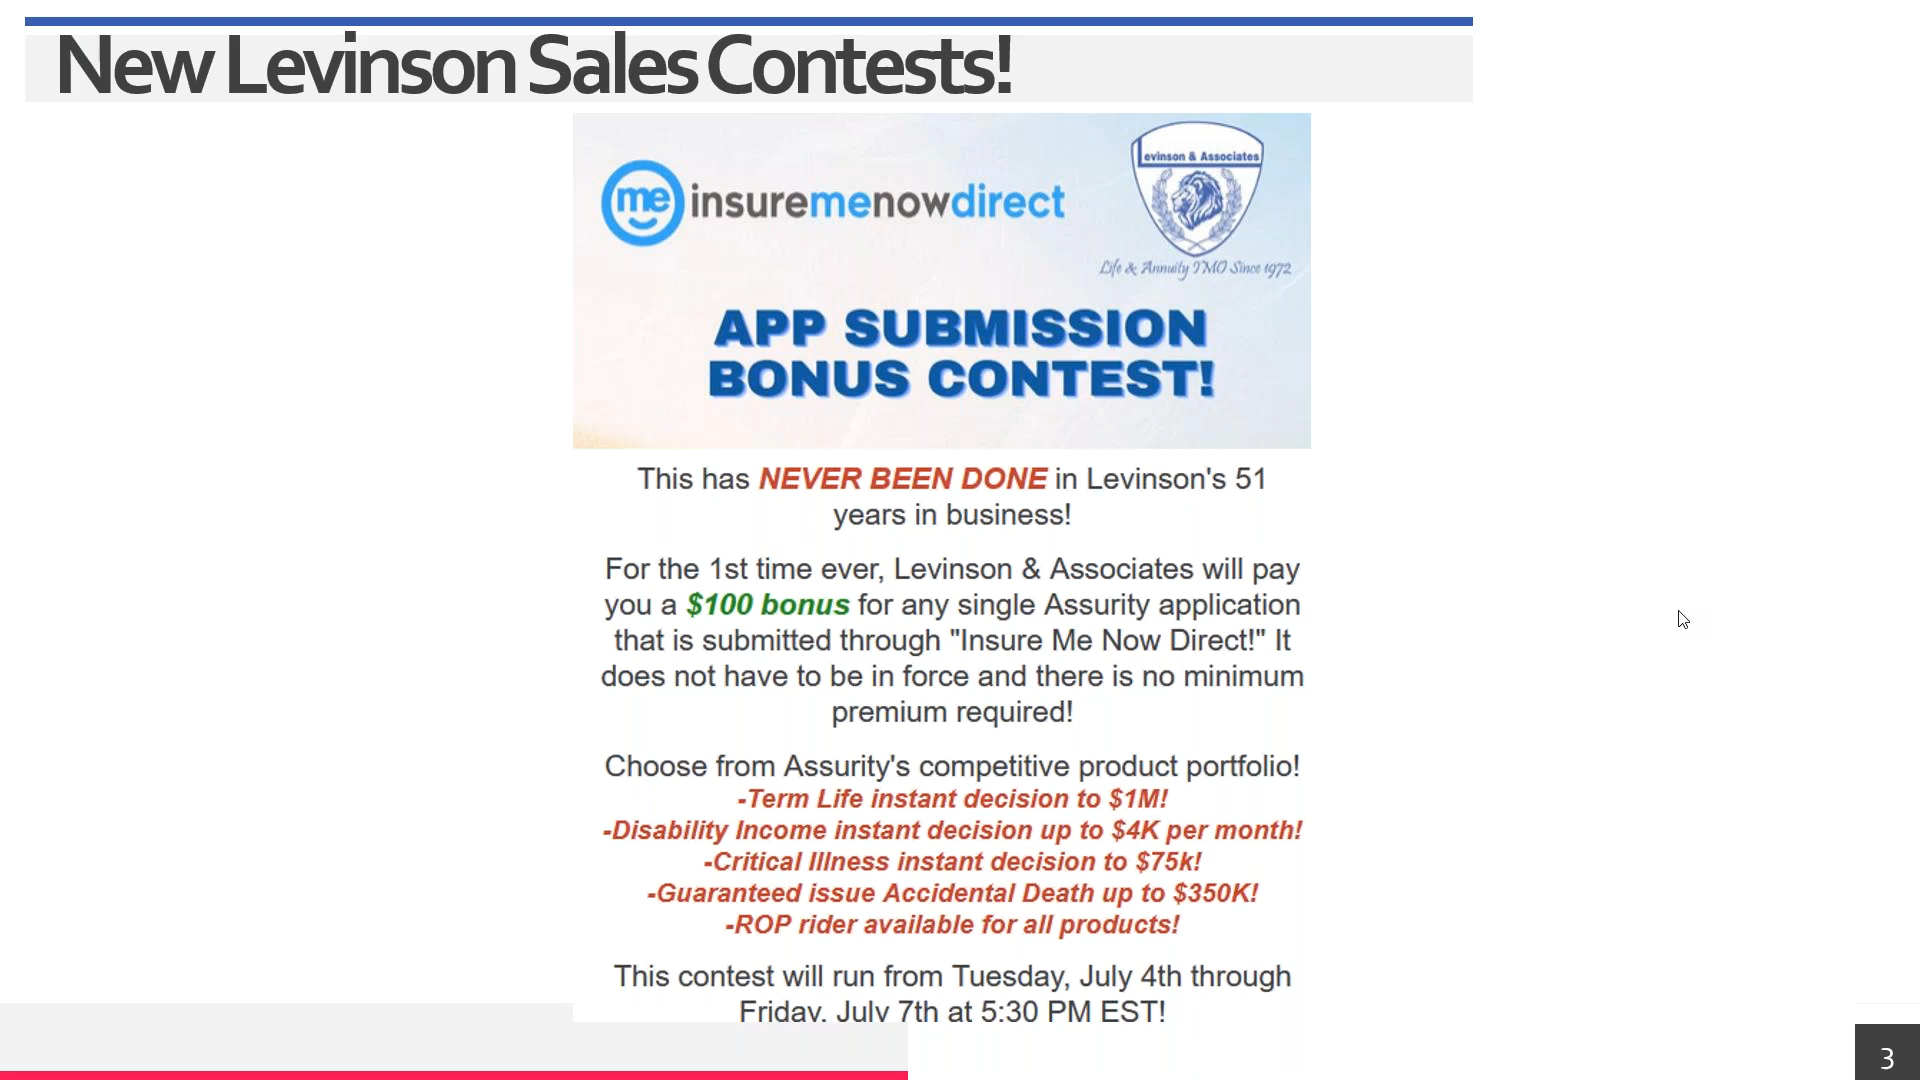 New Levinson Sales Contests!
me insuremenowdirect
Levinson & Associates
Life & Annuity IMO Since 1972
APP SUBMISSION
BONUS CONTEST!
This has NEVER BEEN DONE in Levinson's 51
years in business!
For the 1st time ever, Levinson & Associates will pay
you a $100 bonus for any single Assurity application
that is submitted through "Insure Me Now Direct!" It
does not have to be in force and there is no minimum
premium required!
Choose from Assurity's competitive product portfolio!
-Term Life instant decision to $1M!
-Disability Income instant decision up to $4K per month!
-Critical Illness instant decision to $75k!
-Guaranteed issue Accidental Death up to $350K!
-ROP rider available for all products!
This contest will run from Tuesday, July 4th through
Friday, July 7th at 5:30 PM EST!
3